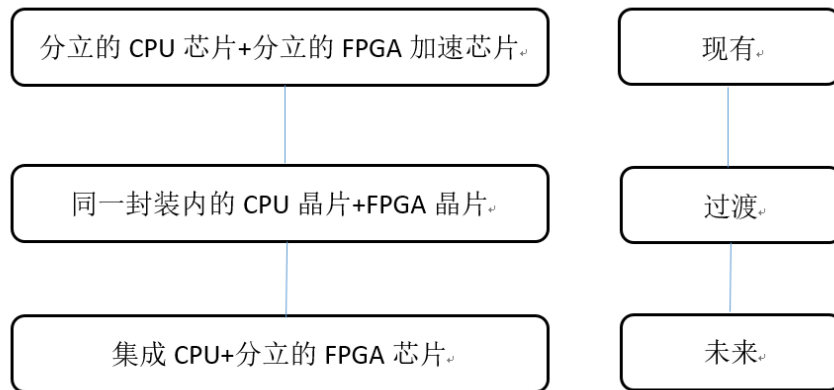 分立的 CPU 芯片+分立的 FPGA 加速芯片
现有
同一封装内的 CPU 晶片+FPGA 晶片
过渡
集成 CPU+分立的 FPGA 芯片
未来